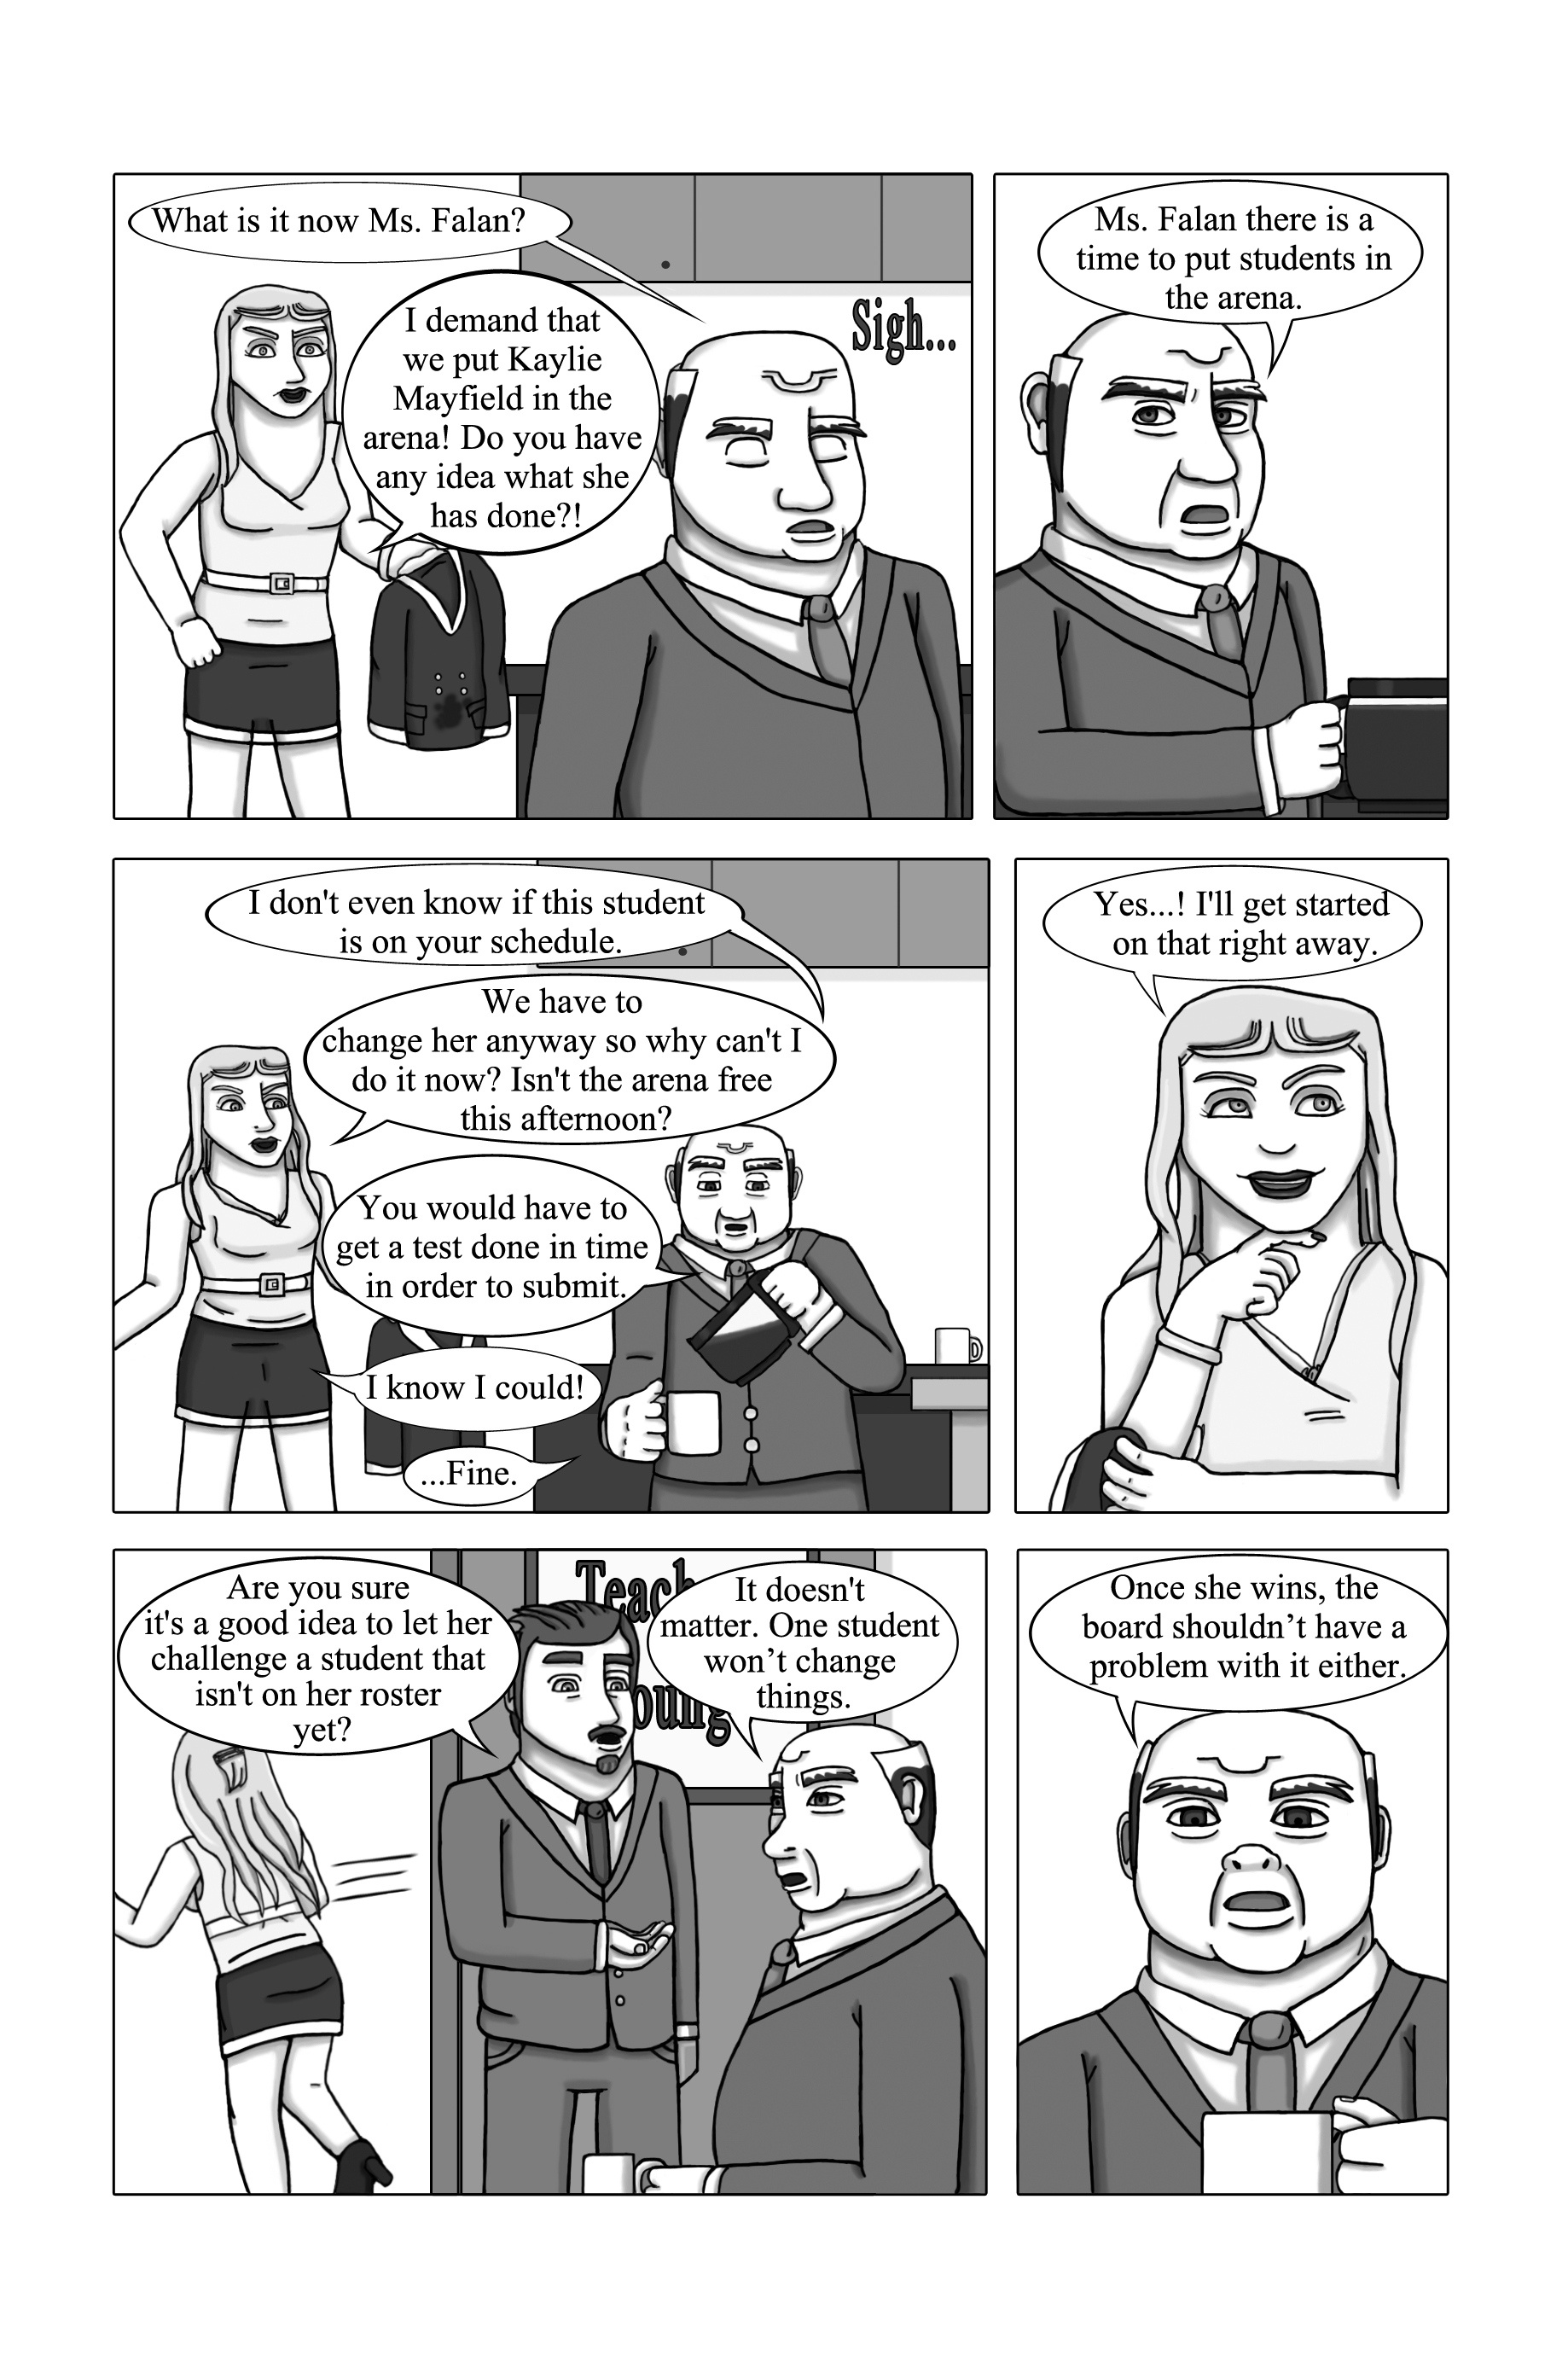 What is it now Ms. Falan?
Sigh...
I demand that
we put Kaylie
Mayfield in the
arena! Do you have
any idea what she
has done?!
Ms. Falan there is a
time to put students in
the arena.
I don't even know if this student
is on your schedule.
We have to
change her anyway so why can't I
do it now? Isn't the arena free
this afternoon?
You would have to
get a test done in time
in order to submit.
I know I could!
...Fine.
Yes...! I'll get started
on that right away.
Are you sure
it's a good idea to let her
challenge a student that
isn't on her roster
yet?
Teach
oung
It doesn't
matter. One student
won’t change
things.
Once she wins, the
board shouldn’t have a
problem with it either.